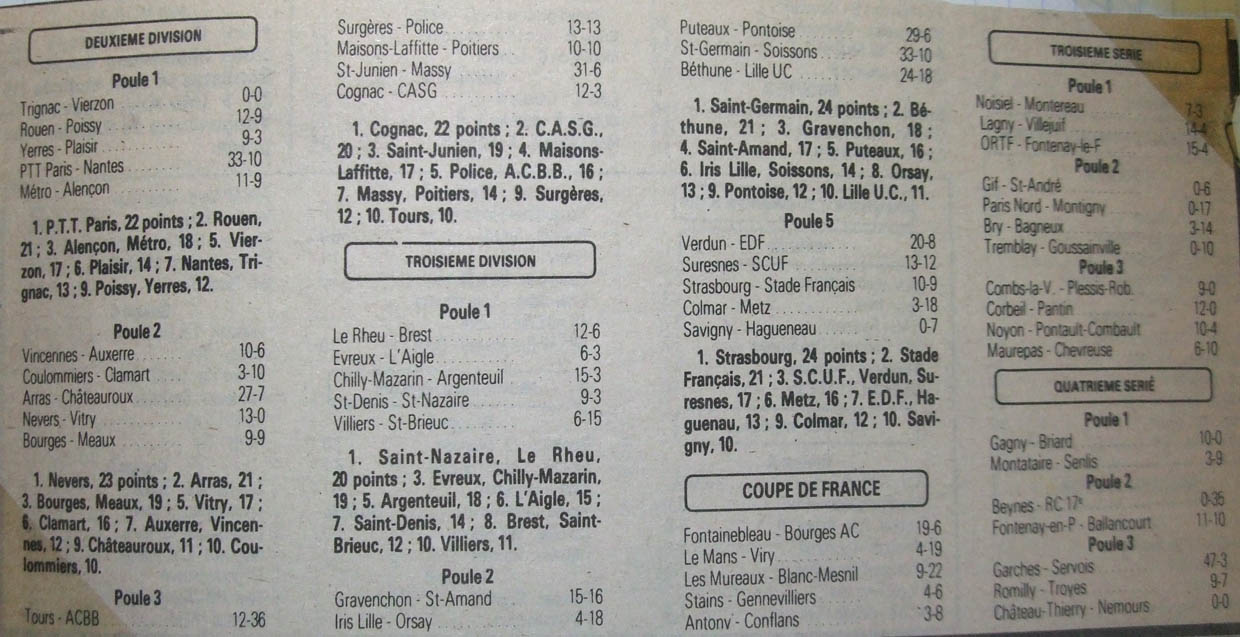 DEUXIEME DIVISION
Poule 1
Trignac - Vierzon 0-0
Rouen - Poissy 12-9
Yerres - Plaisir 9-3
PTT Paris - Nantes 33-10
Métro - Alençon 11-9
1. P.T.T. Paris, 22 points ; 2. Rouen,
21 ; 3. Alençon, Métro, 18 ; 5. Vier-
zon, 17 ; 6. Plaisir, 14 ; 7. Nantes, Tri-
gnac, 13 ; 9. Poissy, Yerres, 12.
Poule 2
Vincennes - Auxerre 10-6
Coulommiers - Clamart 3-10
Arras - Châteauroux 27-7
Nevers - Vitry 13-0
Bourges - Meaux 9-9
1. Nevers, 23 points ; 2. Arras, 21 ;
3. Bourges, Meaux, 19 ; 5. Vitry, 17 ;
6. Clamart, 16 ; 7. Auxerre, Vincen-
nes, 12 ; 9. Châteauroux, 11 ; 10. Cou-
lommiers, 10.
Poule 3
Tours - ACBB 12-36
Surgères - Police 13-13
Maisons-Laffitte - Poitiers 10-10
St-Junien - Massy 31-6
Cognac - CASG 12-3
1. Cognac, 22 points ; 2. C.A.S.G.,
20 ; 3. Saint-Junien, 19 ; 4. Maisons-
Laffitte, 17 ; 5. Police, A.C.B.B., 16 ;
7. Massy, Poitiers, 14 ; 9. Surgères,
12 ; 10. Tours, 10.
TROISIEME DIVISION
Poule 1
Le Rheu - Brest 12-6
Evreux - L'Aigle 6-3
Chilly-Mazarin - Argenteuil 15-3
St-Denis - St-Nazaire 9-3
Villiers - St-Brieuc 6-15
1. Saint-Nazaire, Le Rheu,
20 points ; 3. Evreux, Chilly-Mazarin,
19 ; 5. Argenteuil, 18 ; 6. L'Aigle, 15 ;
7. Saint-Denis, 14 ; 8. Brest, Saint-
Brieuc, 12 ; 10. Villiers, 11.
Poule 2
Gravenchon - St-Amand 15-16
Iris Lille - Orsay 4-18
Puteaux - Pontoise 29-6
St-Germain - Soissons 33-10
Béthune - Lille UC 24-18
1. Saint-Germain, 24 points ; 2. Bé-
thune, 21 ; 3. Gravenchon, 18 ;
4. Saint-Amand, 17 ; 5. Puteaux, 16 ;
6. Iris Lille, Soissons, 14 ; 8. Orsay,
13 ; 9. Pontoise, 12 ; 10. Lille U.C., 11.
Poule 5
Verdun - EDF 20-8
Suresnes - SCUF 13-12
Strasbourg - Stade Français 10-9
Colmar - Metz 3-18
Savigny - Hagueneau 0-7
1. Strasbourg, 24 points ; 2. Stade
Français, 21 ; 3. S.C.U.F., Verdun, Su-
resnes, 17 ; 6. Metz, 16 ; 7. E.D.F., Ha-
guenau, 13 ; 9. Colmar, 12 ; 10. Savi-
gny, 10.
COUPE DE FRANCE
Fontainebleau - Bourges AC 19-6
Le Mans - Viry 4-19
Les Mureaux - Blanc-Mesnil 9-22
Stains - Gennevilliers 4-6
Antony - Conflans 3-8
TROISIEME SERIE
Poule 1
Noisiel - Montereau 7-3
Lagny - Villejuif 14-4
ORTF - Fontenay-le-F 15-4
Poule 2
Gif - St-André 0-6
Paris Nord - Montigny 0-17
Bry - Bagneux 3-14
Tremblay - Goussainville 0-10
Poule 3
Combs-la-V. - Plessis-Rob. 9-0
Corbeil - Pantin 12-0
Noyon - Pontault-Combault 10-4
Maurepas - Chevreuse 6-10
QUATRIEME SERIE
Poule 1
Gagny - Briard 10-0
Montataire - Senlis 3-9
Poule 2
Beynes - RC 17e 0-35
Fontenay-en-P - Ballancourt 11-10
Poule 3
Garches - Servois 47-3
Romilly - Troyes 9-7
Château-Thierry - Nemours 0-0